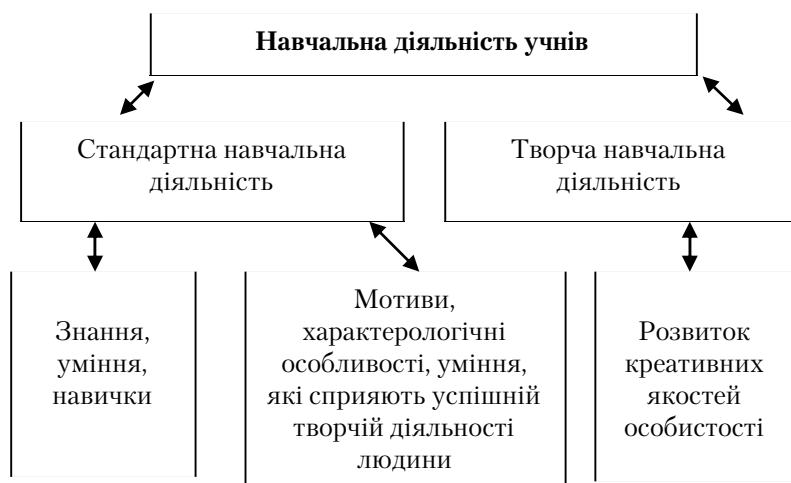 Навчальна діяльність учнів
Стандартна навчальна
діяльність
Творча навчальна
діяльність
Знання,
уміння,
навички
Мотиви,
характерологічні
особливості, уміння,
які сприяють успішній
творчій діяльності
людини
Розвиток
креативних
якостей
особистості